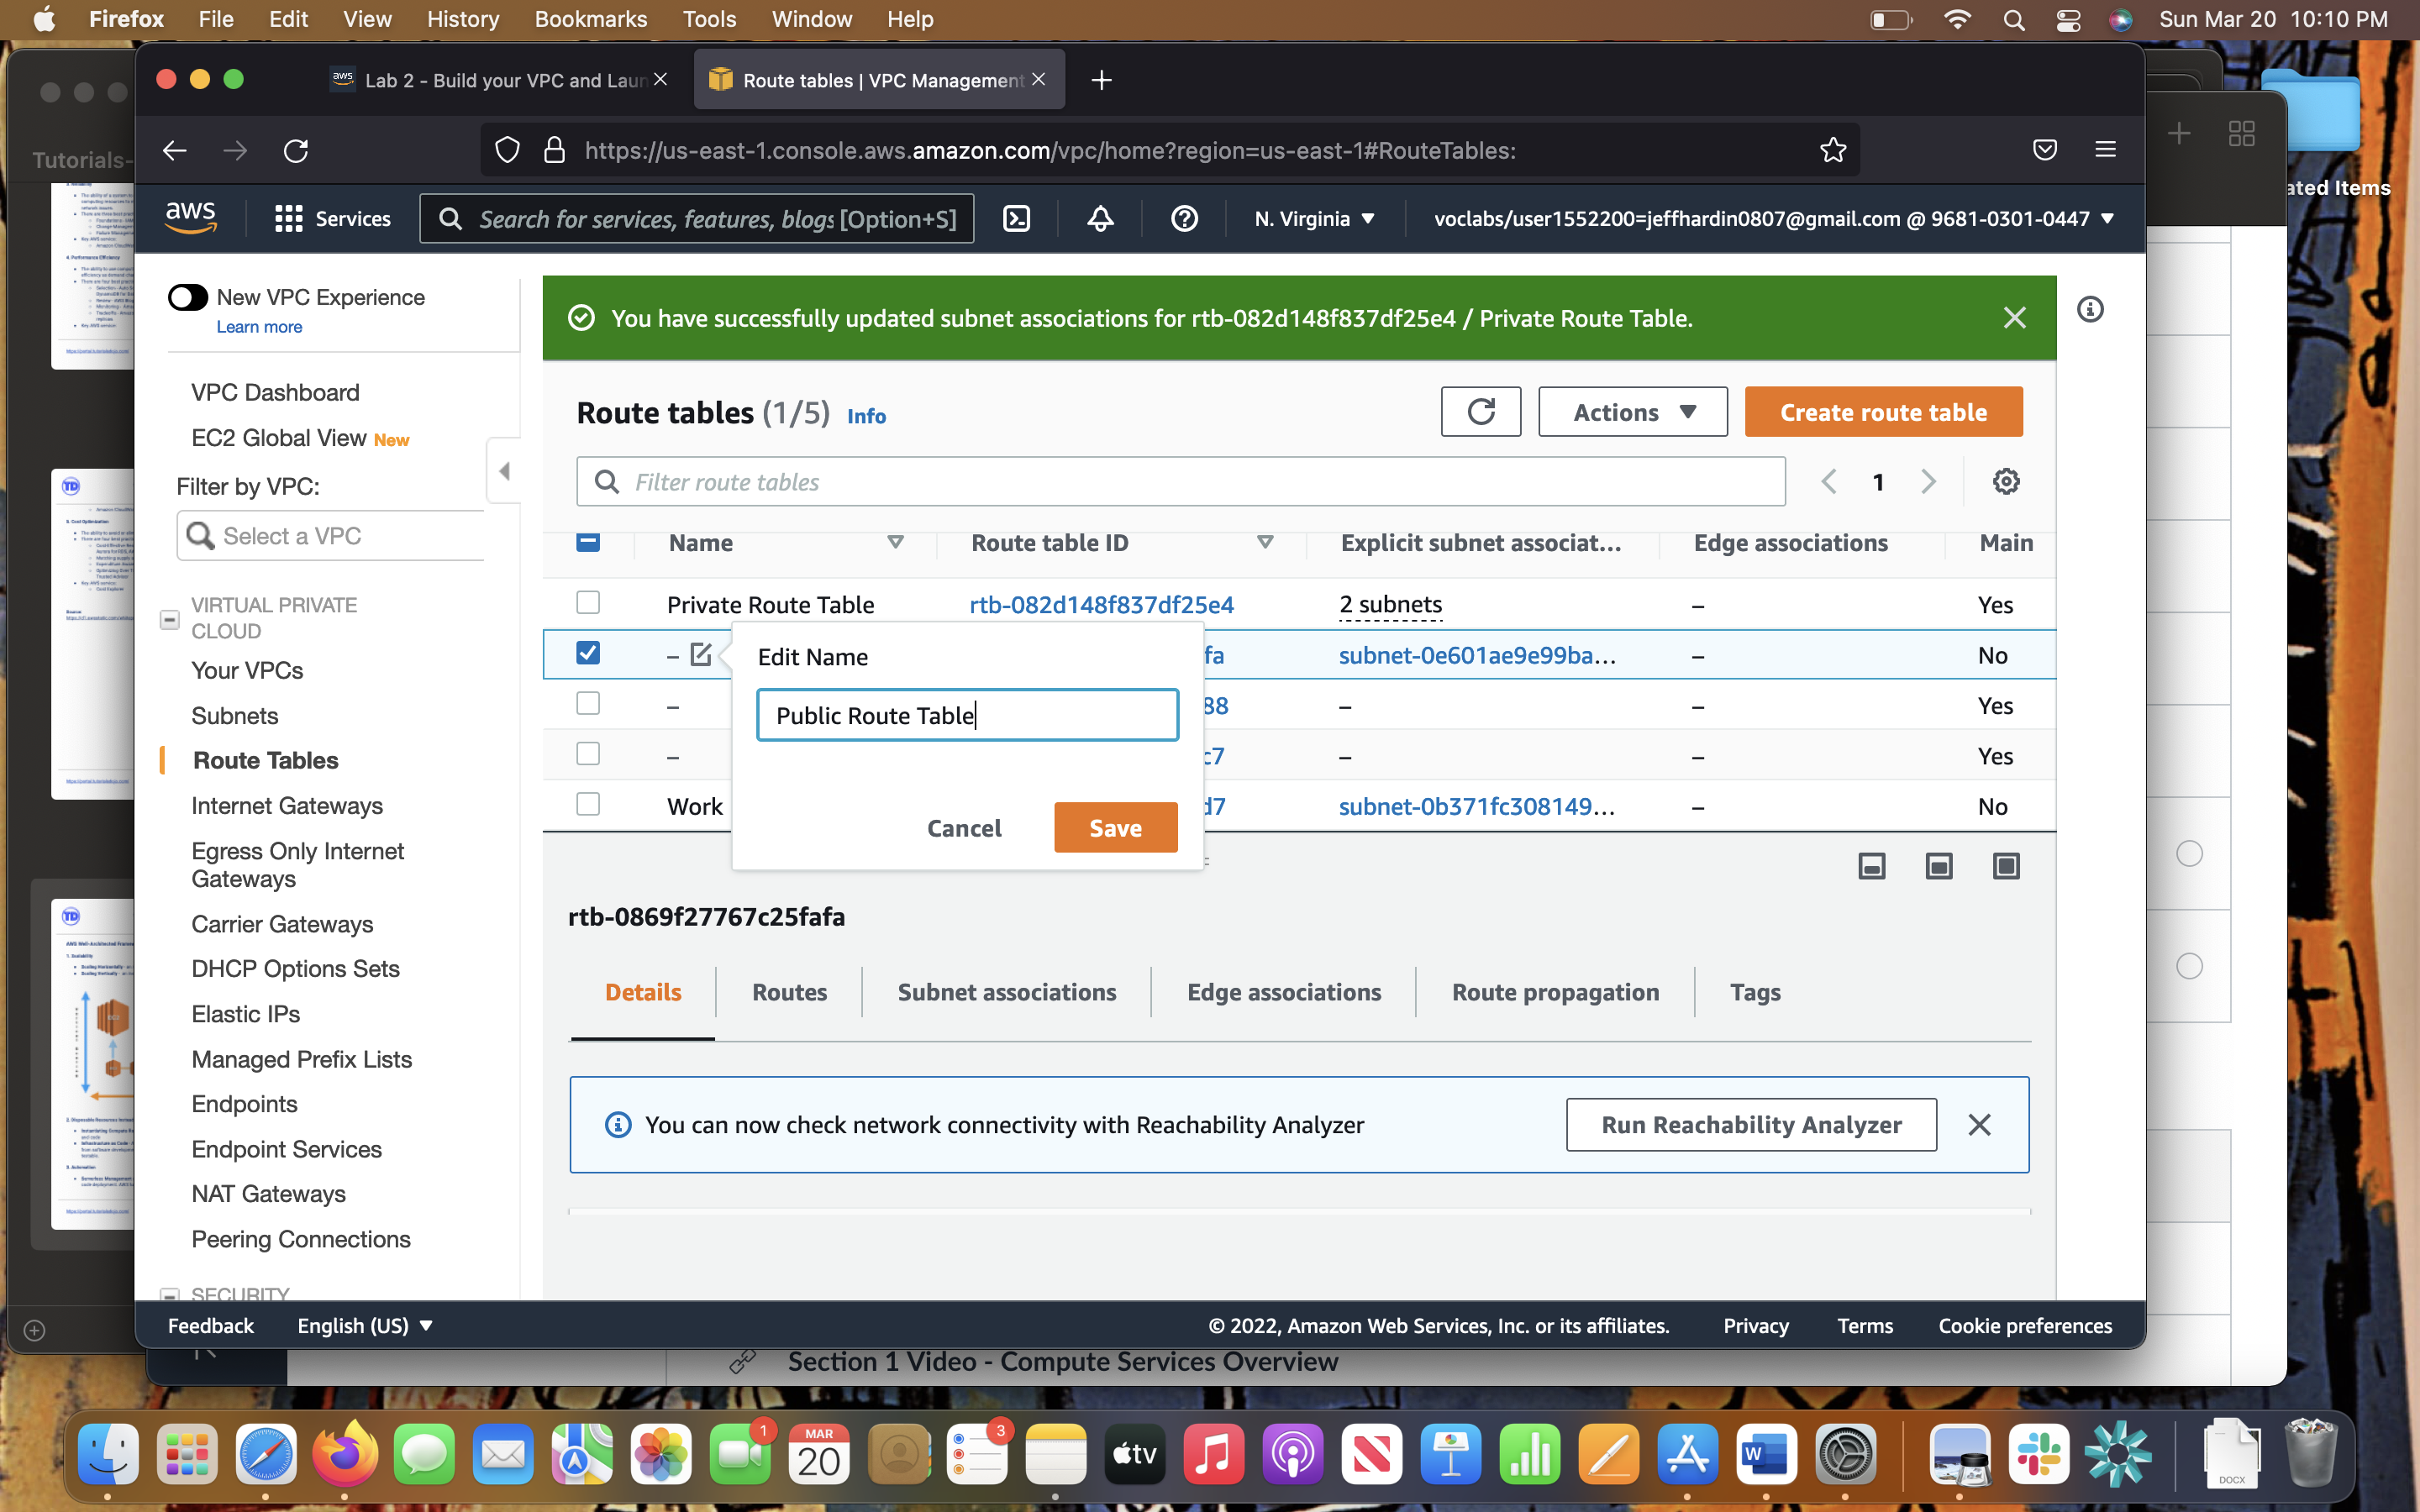 Firefox File Edit View History Bookmarks Tools Window Help
Sun Mar 20 10:10 PM
aws Lab 2 - Build your VPC and Laun
Route tables | VPC Management
Tutorials-
https://us-east-1.console.aws.amazon.com/vpc/home?region=us-east-1#RouteTables:
ated Items
aws
Services
Search for services, features, blogs [Option+S]
N. Virginia
voclabs/user1552200=jeffhardin0807@gmail.com @ 9681-0301-0447
New VPC Experience
Learn more
You have successfully updated subnet associations for rtb-082d148f837df25e4 / Private Route Table.
VPC Dashboard
EC2 Global View New
Filter by VPC:
Select a VPC
VIRTUAL PRIVATE
CLOUD
Your VPCs
Subnets
Route Tables
Internet Gateways
Egress Only Internet
Gateways
Carrier Gateways
DHCP Options Sets
Elastic IPs
Managed Prefix Lists
Endpoints
Endpoint Services
NAT Gateways
Peering Connections
SECURITY
Route tables (1/5) Info
Actions
Create route table
Filter route tables
1
Name Route table ID Explicit subnet associat... Edge associations Main
Private Route Table rtb-082d148f837df25e4 2 subnets – Yes
– fa subnet-0e601ae9e99ba... – No
– 88 – – Yes
– c7 – – Yes
Work d7 subnet-0b371fc308149... – No
Edit Name
Public Route Table
Cancel Save
rtb-0869f27767c25fafa
Details Routes Subnet associations Edge associations Route propagation Tags
You can now check network connectivity with Reachability Analyzer
Run Reachability Analyzer
Feedback English (US)
© 2022, Amazon Web Services, Inc. or its affiliates. Privacy Terms Cookie preferences
Section 1 Video - Compute Services Overview
1
MAR
20
3
tv
W
DOCX
TD
5. Cost Optimization
TD